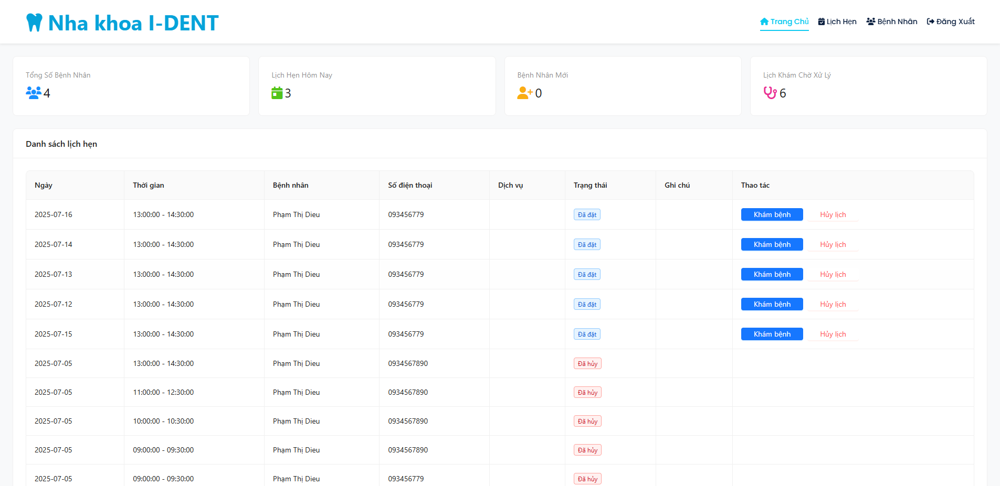 Nha khoa I-DENT
Trang Chủ Lịch Hẹn Bệnh Nhân Đăng Xuất
Tổng Số Bệnh Nhân
4
Lịch Hẹn Hôm Nay
3
Bệnh Nhân Mới
0
Lịch Khám Chờ Xử Lý
6
Danh sách lịch hẹn
Ngày Thời gian Bệnh nhân Số điện thoại Dịch vụ Trạng thái Ghi chú Thao tác
2025-07-16 13:00:00 - 14:30:00 Phạm Thị Dieu 093456779 Đã đặt Khám bệnh Hủy lịch
2025-07-14 13:00:00 - 14:30:00 Phạm Thị Dieu 093456779 Đã đặt Khám bệnh Hủy lịch
2025-07-13 13:00:00 - 14:30:00 Phạm Thị Dieu 093456779 Đã đặt Khám bệnh Hủy lịch
2025-07-12 13:00:00 - 14:30:00 Phạm Thị Dieu 093456779 Đã đặt Khám bệnh Hủy lịch
2025-07-15 13:00:00 - 14:30:00 Phạm Thị Dieu 093456779 Đã đặt Khám bệnh Hủy lịch
2025-07-05 13:00:00 - 14:30:00 Phạm Thị Dieu 0934567890 Đã hủy
2025-07-05 11:00:00 - 12:30:00 Phạm Thị Dieu 0934567890 Đã hủy
2025-07-05 10:00:00 - 10:30:00 Phạm Thị Dieu 0934567890 Đã hủy
2025-07-05 09:00:00 - 09:30:00 Phạm Thị Dieu 0934567890 Đã hủy
2025-07-05 09:00:00 - 09:30:00 Phạm Thị Dieu 093456779 Đã hủy